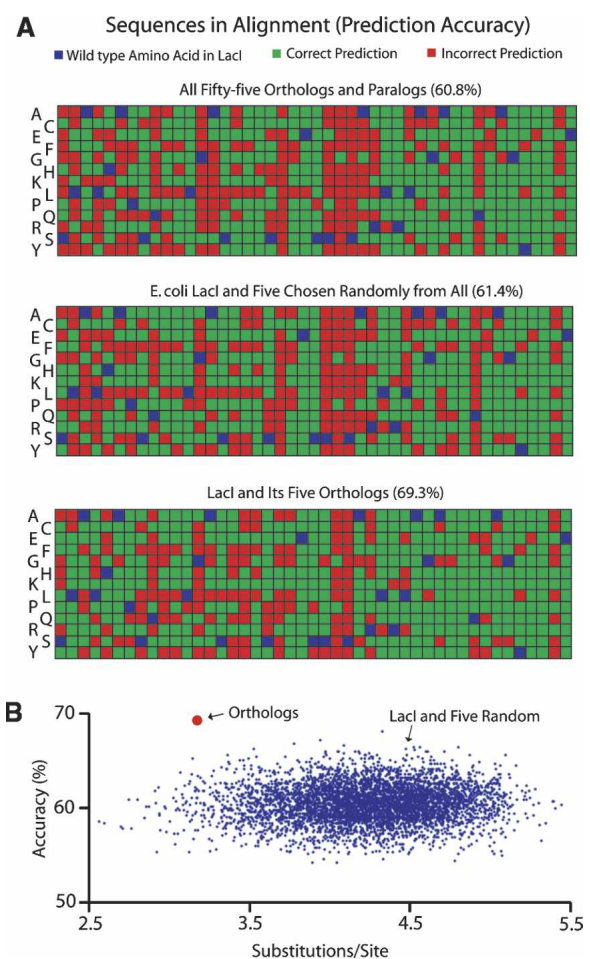 A
Sequences in Alignment (Prediction Accuracy)
Wild type Amino Acid in LacI Correct Prediction Incorrect Prediction
All Fifty-five Orthologs and Paralogs (60.8%)
A
C
E
F
G
H
K
L
P
Q
R
S
Y
E. coli LacI and Five Chosen Randomly from All (61.4%)
A
C
E
F
G
H
K
L
P
Q
R
S
Y
LacI and Its Five Orthologs (69.3%)
A
C
E
F
G
H
K
L
P
Q
R
S
Y
B
70
60
50
Accuracy (%)
Orthologs
LacI and Five Random
2.5 3.5 4.5 5.5
Substitutions/Site